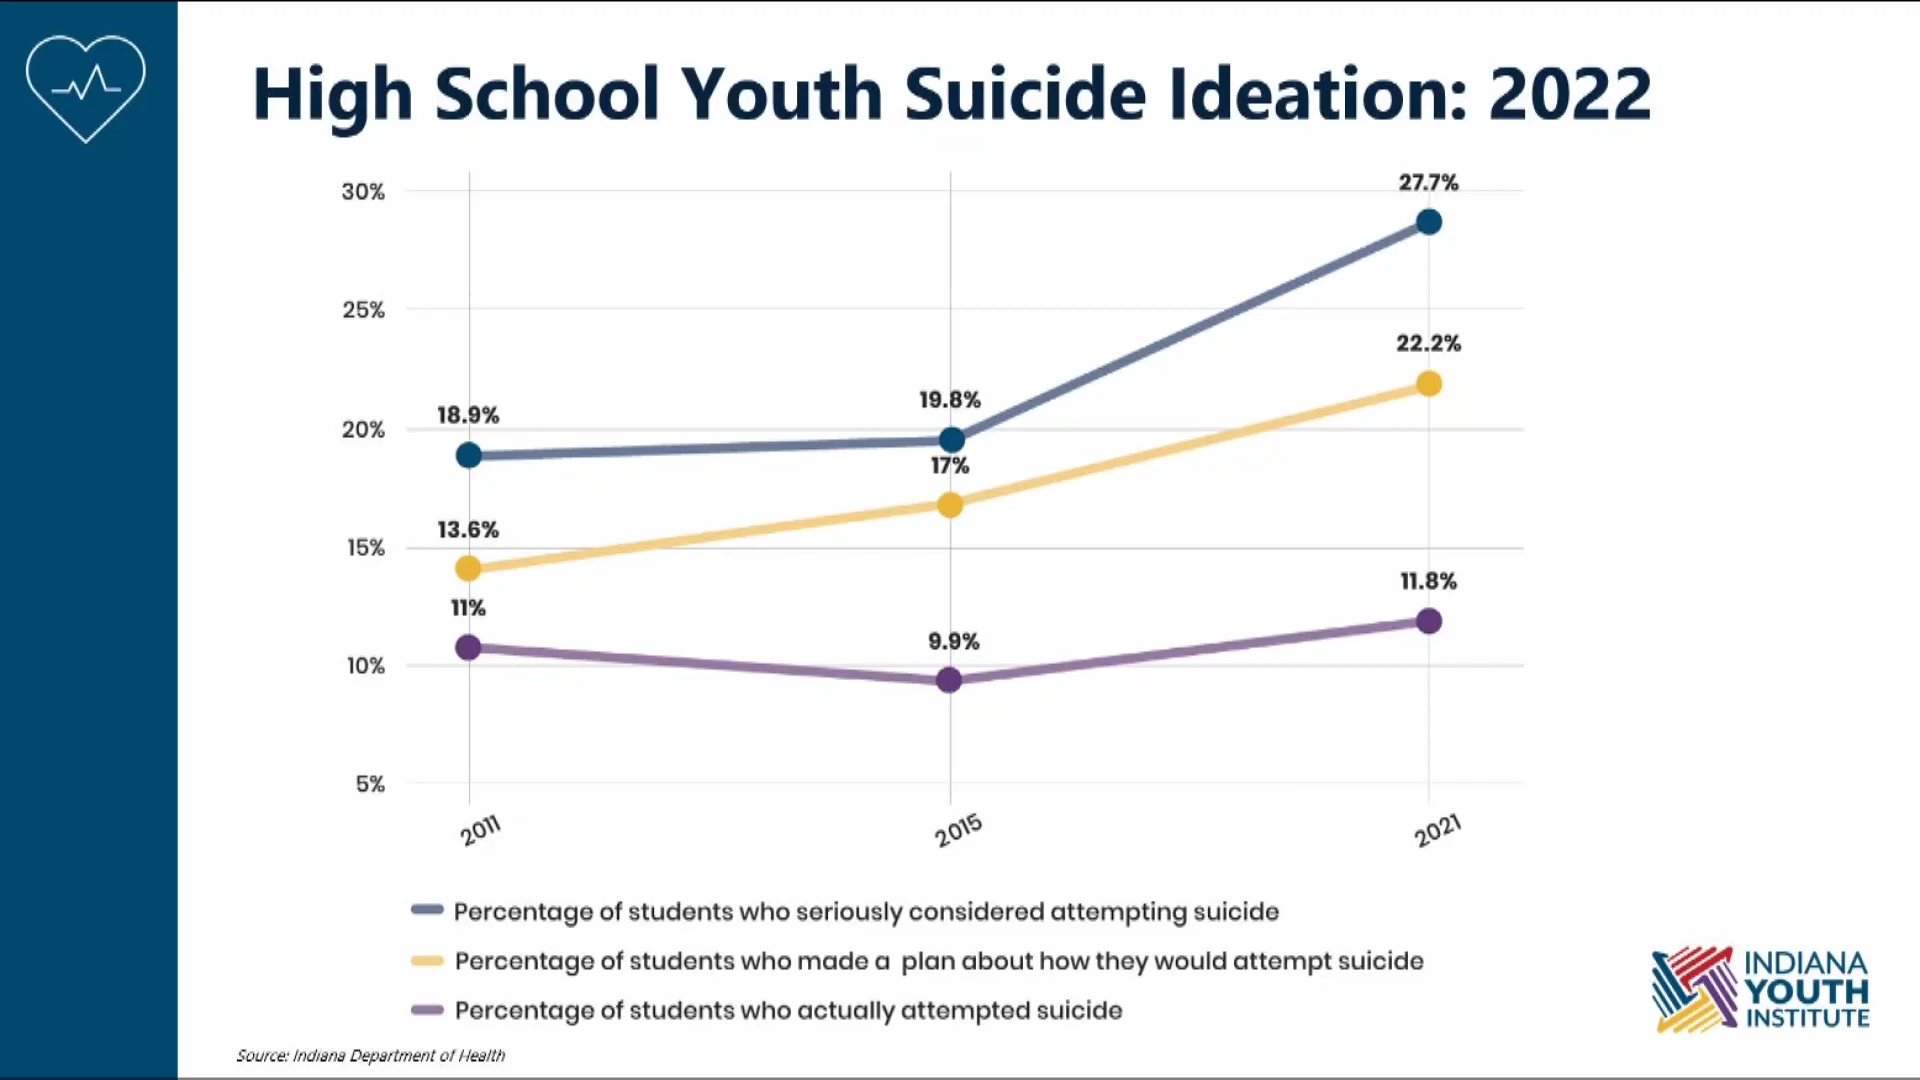 High School Youth Suicide Ideation: 2022
30%
25%
20%
15%
10%
5%
27.7%
22.2%
18.9%
19.8%
17%
13.6%
11.8%
11%
9.9%
2011
2015
2021
Percentage of students who seriously considered attempting suicide
Percentage of students who made a plan about how they would attempt suicide
Percentage of students who actually attempted suicide
Source: Indiana Department of Health
INDIANA
YOUTH
INSTITUTE